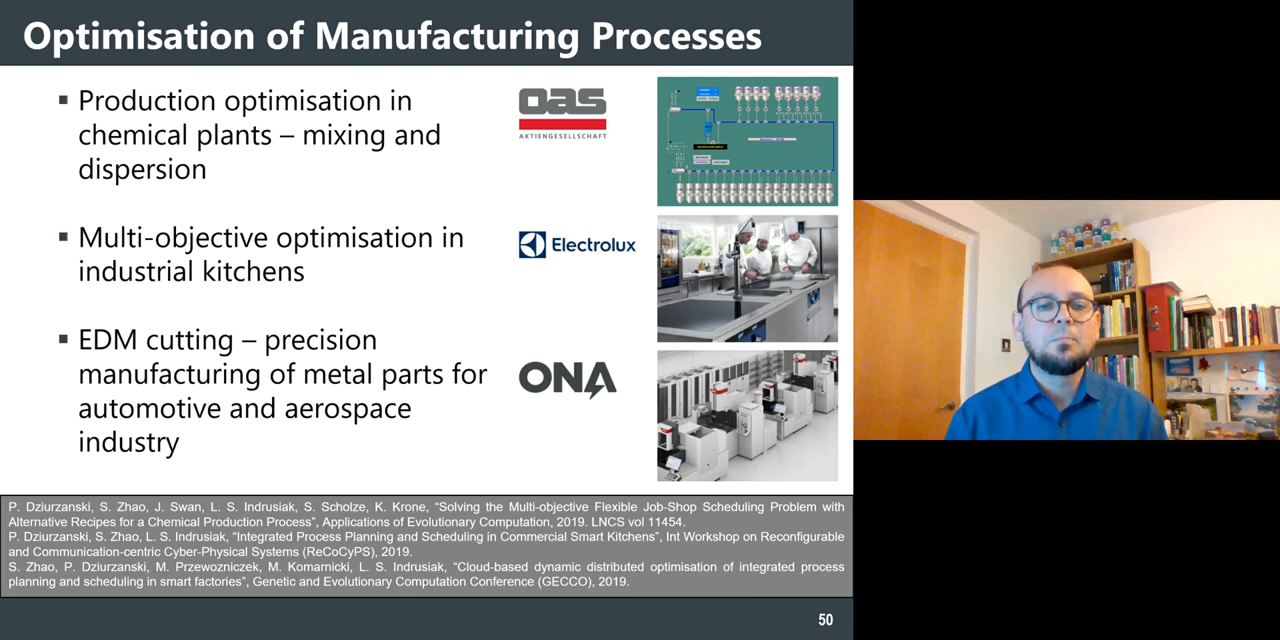 Optimisation of Manufacturing Processes
▪ Production optimisation in
chemical plants – mixing and
dispersion
oas
AKTIENGESELLSCHAFT
▪ Multi-objective optimisation in
industrial kitchens
Electrolux
▪ EDM cutting – precision
manufacturing of metal parts for
automotive and aerospace
industry
ONA
P. Dziurzanski, S. Zhao, J. Swan, L. S. Indrusiak, S. Scholze, K. Krone, “Solving the Multi-objective Flexible Job-Shop Scheduling Problem with
Alternative Recipes for a Chemical Production Process”, Applications of Evolutionary Computation, 2019. LNCS vol 11454.
P. Dziurzanski, S. Zhao, L. S. Indrusiak, “Integrated Process Planning and Scheduling in Commercial Smart Kitchens”, Int Workshop on Reconfigurable
and Communication-centric Cyber-Physical Systems (ReCoCyPS), 2019.
S. Zhao, P. Dziurzanski, M. Przewozniczek, M. Komarnicki, L. S. Indrusiak, “Cloud-based dynamic distributed optimisation of integrated process
planning and scheduling in smart factories”, Genetic and Evolutionary Computation Conference (GECCO), 2019.
50